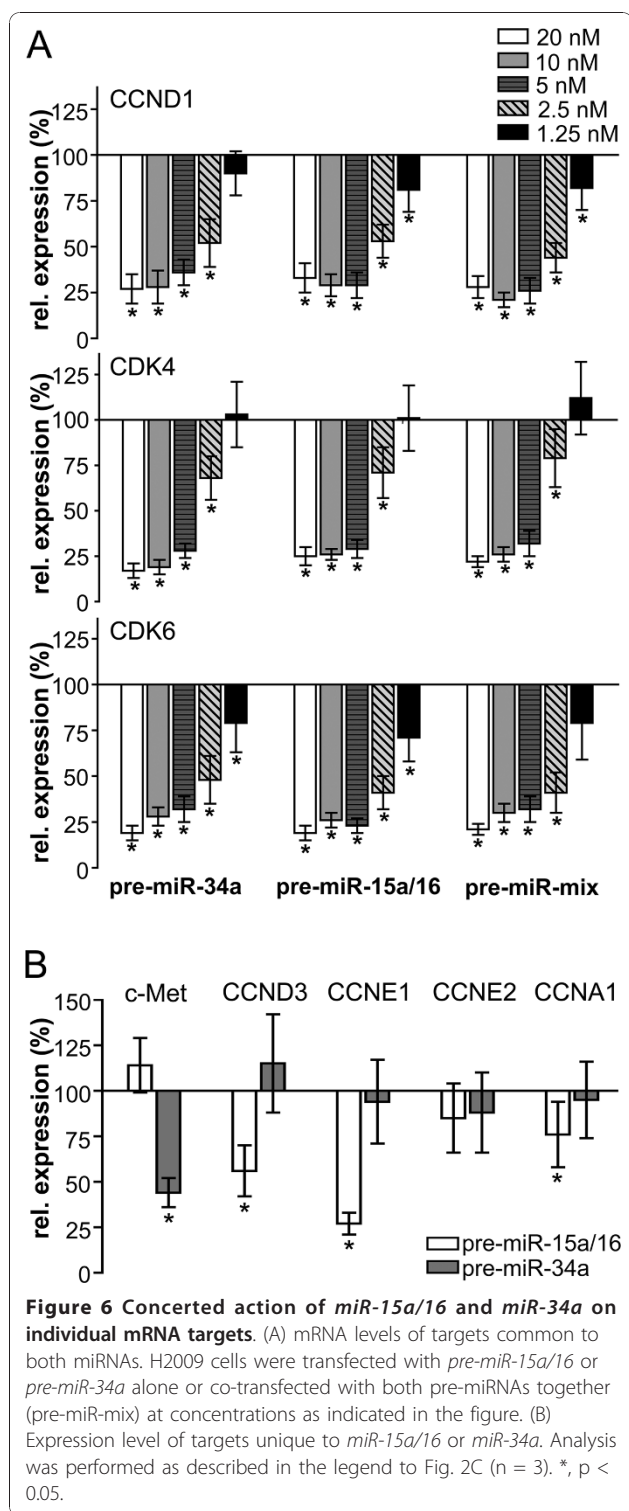 A
20 nM
10 nM
5 nM
2.5 nM
1.25 nM
CCND1
rel. expression (%)
125
100
75
50
25
0
* * * *
* * * * *
* * * * *
CDK4
rel. expression (%)
125
100
75
50
25
0
* * * *
* * * *
* * * *
CDK6
rel. expression (%)
125
100
75
50
25
0
* * * * *
* * * * *
* * * *
pre-miR-34a pre-miR-15a/16 pre-miR-mix
B
c-Met CCND3 CCNE1 CCNE2 CCNA1
rel. expression (%)
150
125
100
75
50
25
0
* * * *
pre-miR-15a/16
pre-miR-34a
Figure 6 Concerted action of miR-15a/16 and miR-34a on
individual mRNA targets. (A) mRNA levels of targets common to
both miRNAs. H2009 cells were transfected with pre-miR-15a/16 or
pre-miR-34a alone or co-transfected with both pre-miRNAs together
(pre-miR-mix) at concentrations as indicated in the figure. (B)
Expression level of targets unique to miR-15a/16 or miR-34a. Analysis
was performed as described in the legend to Fig. 2C (n = 3). *, p <
0.05.